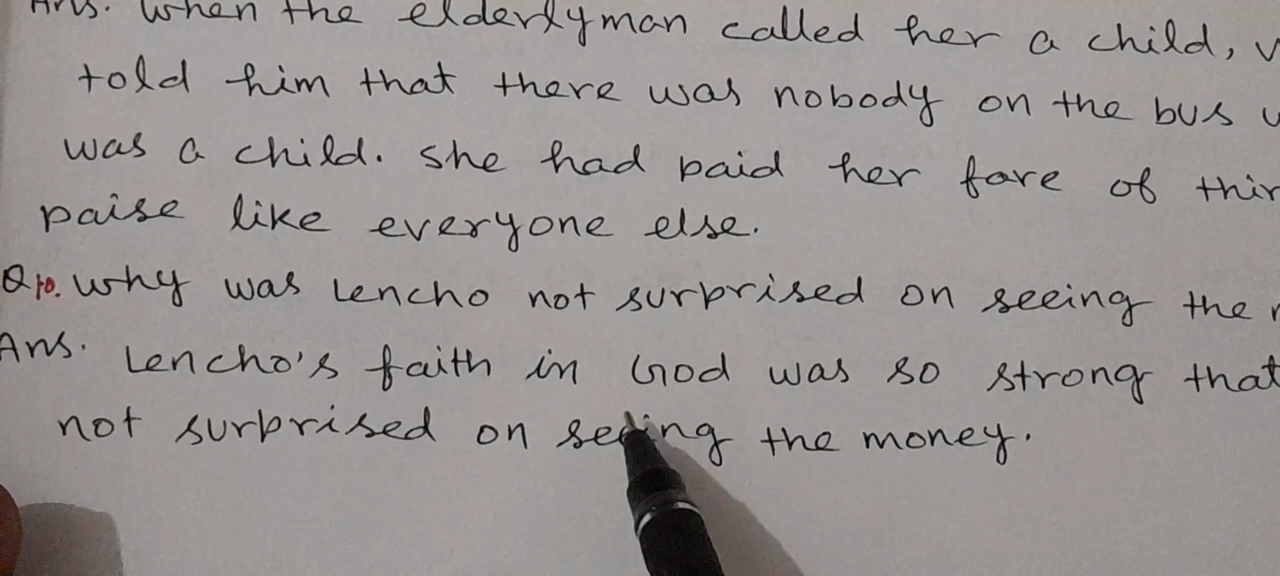 Ans. when the elderlyman called her a child,
told him that there was nobody on the bus
was a child. she had paid her fare of
paise like everyone else.
Q10. why was Lencho not surprised on seeing the
Ans. Lencho's faith in God was so strong that
not surprised on seeing the money.